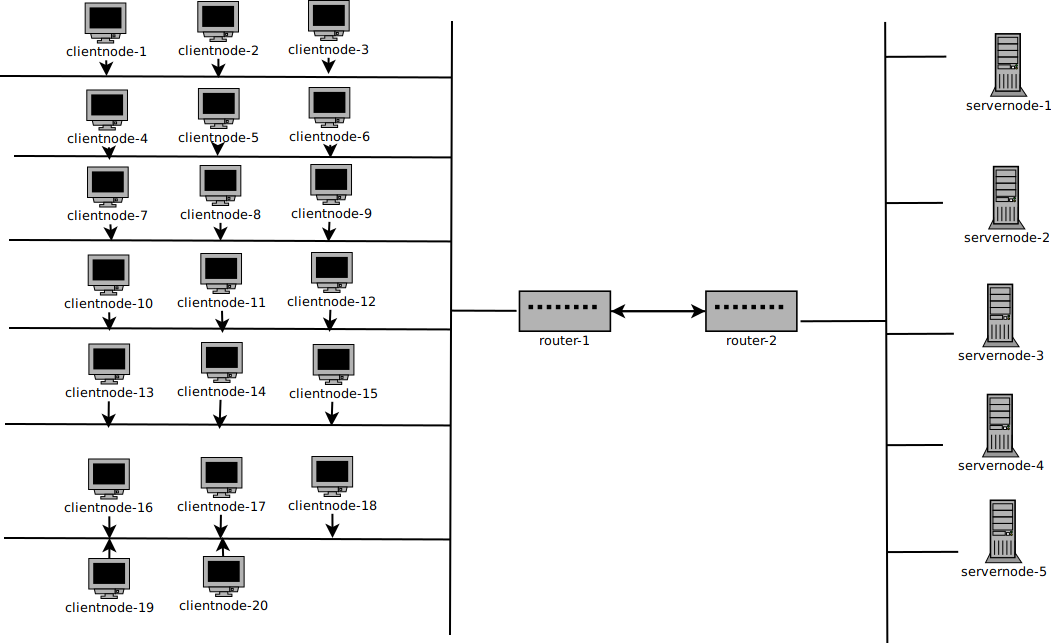 clientnode-1
clientnode-2
clientnode-3
clientnode-4
clientnode-5
clientnode-6
clientnode-7
clientnode-8
clientnode-9
clientnode-10
clientnode-11
clientnode-12
clientnode-13
clientnode-14
clientnode-15
clientnode-16
clientnode-17
clientnode-18
clientnode-19
clientnode-20
router-1
router-2
servernode-1
servernode-2
servernode-3
servernode-4
servernode-5